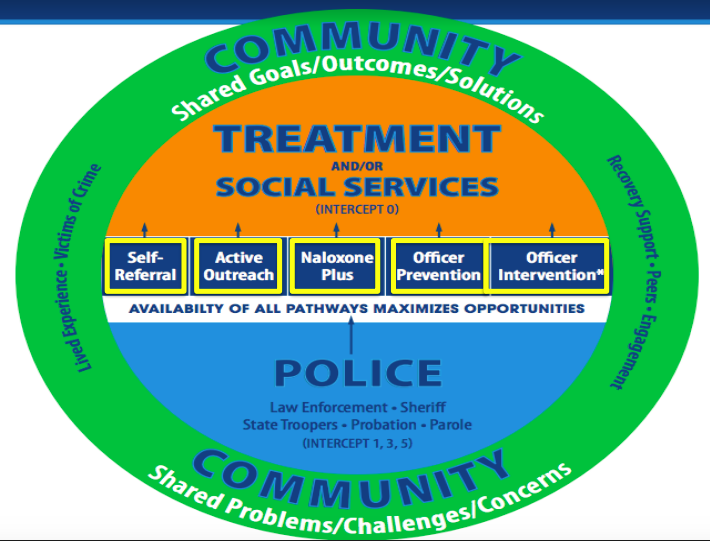 COMMUNITY
Shared Goals/Outcomes/Solutions
TREATMENT
AND/OR
SOCIAL SERVICES
(INTERCEPT 0)
Lived Experience • Victims of Crime
Recovery Support • Peers • Engagement
Self-
Referral
Active
Outreach
Naloxone
Plus
Officer
Prevention
Officer
Intervention*
AVAILABILTY OF ALL PATHWAYS MAXIMIZES OPPORTUNITIES
POLICE
Law Enforcement • Sheriff
State Troopers • Probation • Parole
(INTERCEPT 1, 3, 5)
COMMUNITY
Shared Problems/Challenges/Concerns